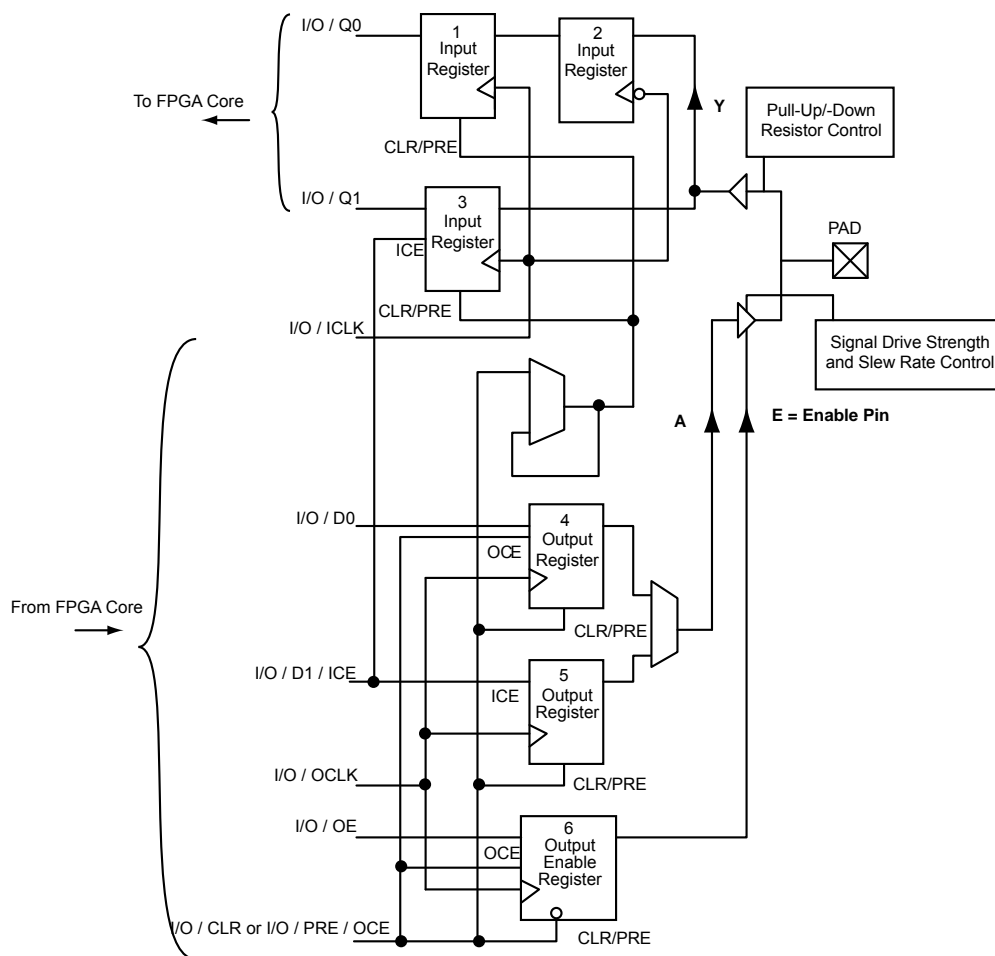 I/O / Q0
1
Input
Register
2
Input
Register
To FPGA Core
Y
Pull-Up/-Down
Resistor Control
CLR/PRE
I/O / Q1
3
Input
Register
ICE
PAD
CLR/PRE
I/O / ICLK
Signal Drive Strength
and Slew Rate Control
A
E = Enable Pin
I/O / D0
4
Output
Register
OCE
From FPGA Core
CLR/PRE
I/O / D1 / ICE
5
Output
Register
ICE
I/O / OCLK
CLR/PRE
I/O / OE
6
Output
Enable
Register
OCE
I/O / CLR or I/O / PRE / OCE
CLR/PRE